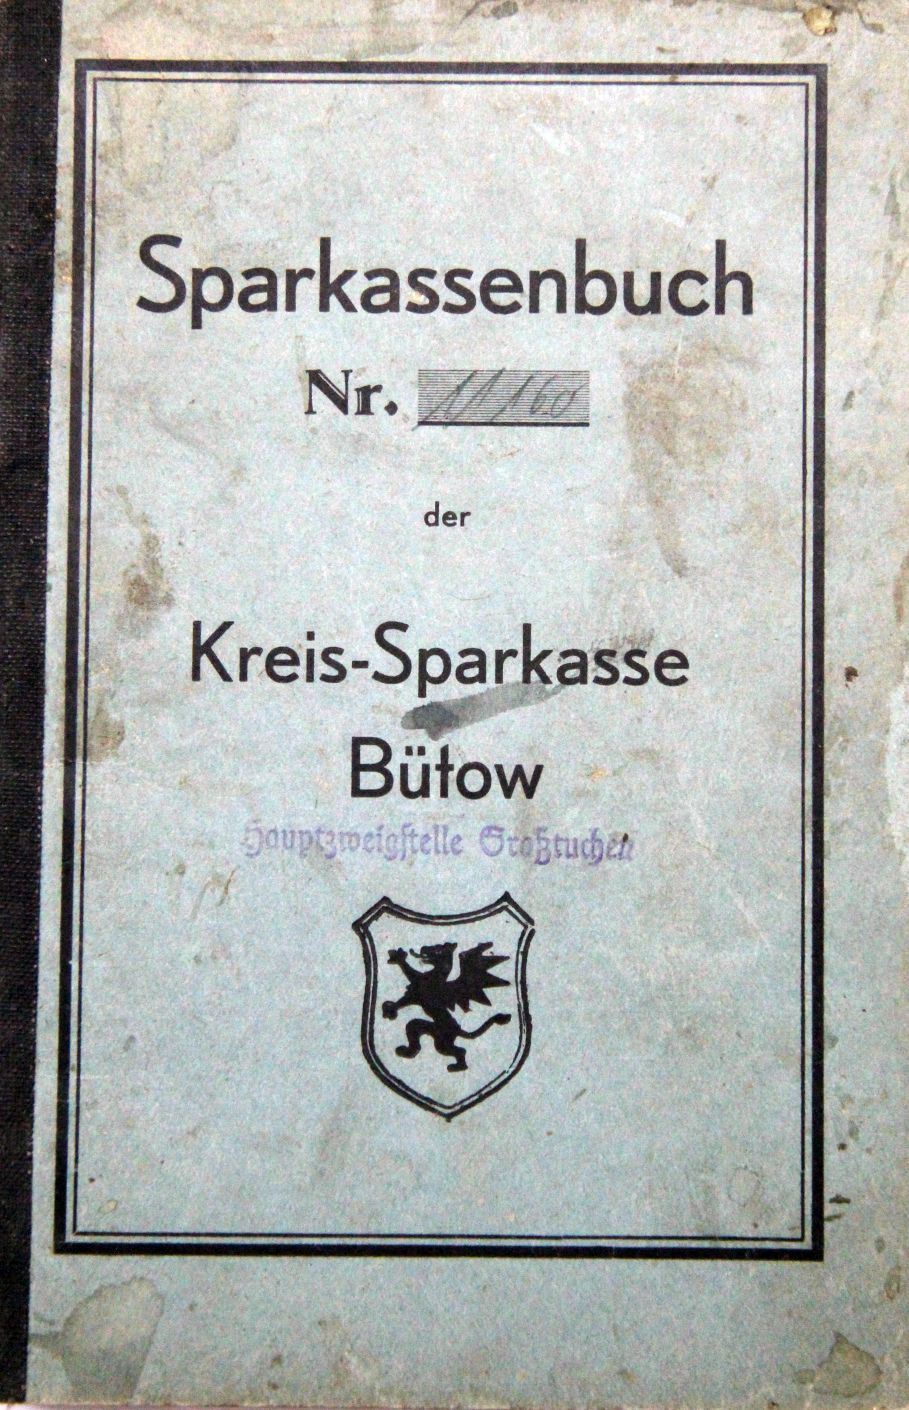 Sparkassenbuch
Nr. 11160
der
Kreis-Sparkasse
Bütow
Hauptzweigstelle Großtuchen